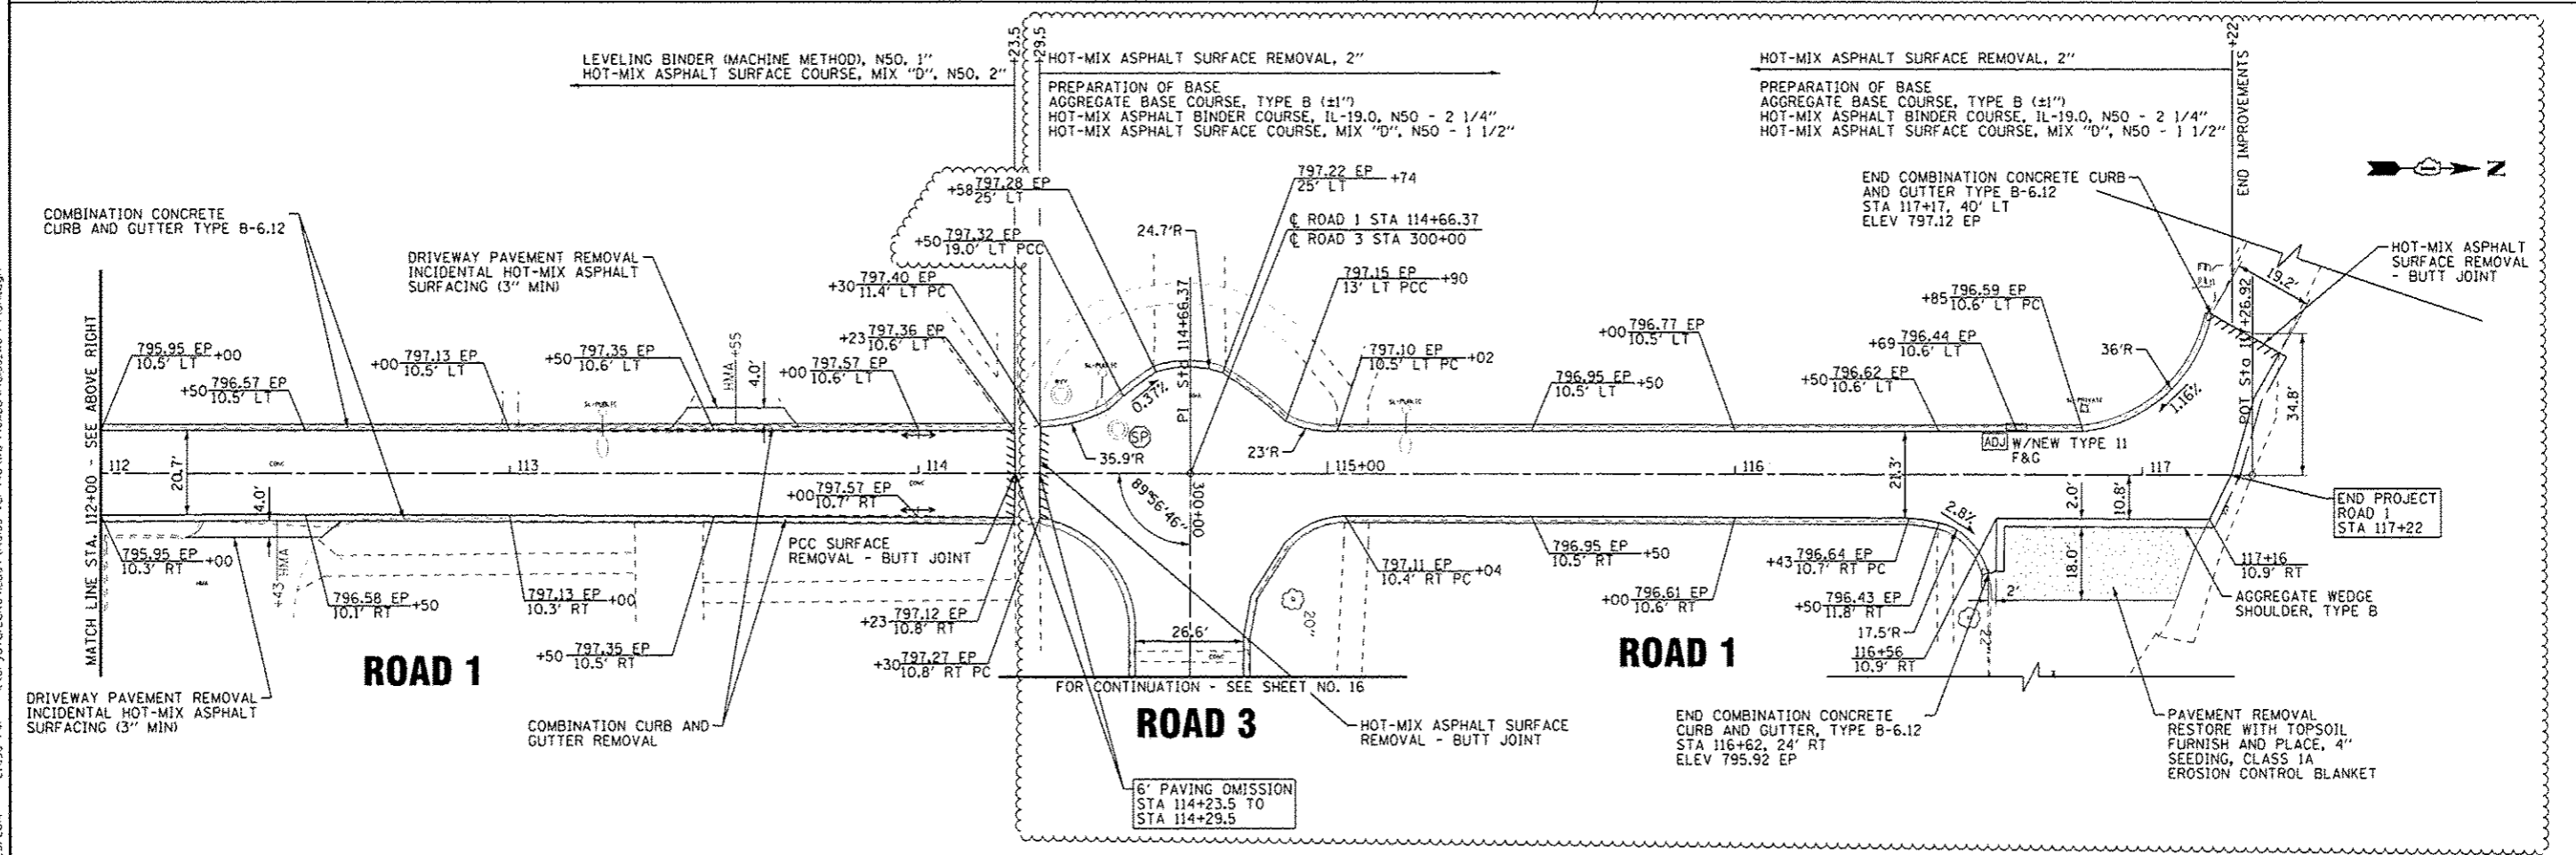 LEVELING BINDER (MACHINE METHOD), N50, 1"
HOT-MIX ASPHALT SURFACE COURSE, MIX "D", N50, 2"
+23.5
+29.5
HOT-MIX ASPHALT SURFACE REMOVAL, 2"
PREPARATION OF BASE
AGGREGATE BASE COURSE, TYPE B (±1")
HOT-MIX ASPHALT BINDER COURSE, IL-19.0, N50 - 2 1/4"
HOT-MIX ASPHALT SURFACE COURSE, MIX "D", N50 - 1 1/2"
HOT-MIX ASPHALT SURFACE REMOVAL, 2"
PREPARATION OF BASE
AGGREGATE BASE COURSE, TYPE B (±1")
HOT-MIX ASPHALT BINDER COURSE, IL-19.0, N50 - 2 1/4"
HOT-MIX ASPHALT SURFACE COURSE, MIX "D", N50 - 1 1/2"
+22
END IMPROVEMENTS
N
COMBINATION CONCRETE
CURB AND GUTTER TYPE B-6.12
DRIVEWAY PAVEMENT REMOVAL
INCIDENTAL HOT-MIX ASPHALT
SURFACING (3" MIN)
+58 797.28 EP
25' LT
+50 797.32 EP
19.0' LT PCC
+30 797.40 EP
11.4' LT PC
+23 797.36 EP
10.6' LT
24.7'R
797.22 EP +74
25' LT
℄ ROAD 1 STA 114+66.37
℄ ROAD 3 STA 300+00
797.15 EP +90
13' LT PCC
END COMBINATION CONCRETE CURB
AND GUTTER TYPE B-6.12
STA 117+17, 40' LT
ELEV 797.12 EP
HOT-MIX ASPHALT
SURFACE REMOVAL
- BUTT JOINT
19.2'
MATCH LINE STA. 112+00 - SEE ABOVE RIGHT
795.95 EP +00
10.5' LT
+50 796.57 EP
10.5' LT
+00 797.13 EP
10.5' LT
+50 797.35 EP
10.6' LT
HMA +55
4.0'
+00 797.57 EP
10.6' LT
SL-PUBLIC
SL-PUBLIC
0.37%
PI Sta 114+66.37
797.10 EP +02
10.5' LT PC
SL-PUBLIC
796.95 EP +50
10.5' LT
+00 796.77 EP
10.5' LT
+50 796.62 EP
10.6' LT
+69 796.44 EP
10.6' LT
+85 796.59 EP
10.6' LT PC
SL-PRIVATE
36'R
1.16%
POT Sta 117+26.92
34.8'
SP
35.9'R
23'R
ADJ W/NEW TYPE 11
F&G
112
113
114
115+00
116
117
CONC
CONC
20.7'
4.0'
+43 HMA
HMA
89°56'46"
300+00
21.3'
2.8%
2.0'
10.8'
18.0'
2'
END PROJECT
ROAD 1
STA 117+22
795.95 EP +00
10.3' RT
796.58 EP +50
10.1' RT
797.13 EP +00
10.3' RT
+50 797.35 EP
10.5' RT
+00 797.57 EP
10.7' RT
PCC SURFACE
REMOVAL - BUTT JOINT
+23 797.12 EP
10.8' RT
+30 797.27 EP
10.8' RT PC
26.6'
CONC
20"
797.11 EP +04
10.4' RT PC
796.95 EP +50
10.5' RT
+00 796.61 EP
10.6' RT
+43 796.64 EP
10.7' RT PC
+50 796.43 EP
11.8' RT
17.5'R
116+56
10.9' RT
22"
117+16
10.9' RT
AGGREGATE WEDGE
SHOULDER, TYPE B
ROAD 1
ROAD 1
FOR CONTINUATION - SEE SHEET NO. 16
ROAD 3
DRIVEWAY PAVEMENT REMOVAL
INCIDENTAL HOT-MIX ASPHALT
SURFACING (3" MIN)
COMBINATION CURB AND
GUTTER REMOVAL
HOT-MIX ASPHALT SURFACE
REMOVAL - BUTT JOINT
6' PAVING OMISSION
STA 114+23.5 TO
STA 114+29.5
END COMBINATION CONCRETE
CURB AND GUTTER, TYPE B-6.12
STA 116+62, 24' RT
ELEV 795.92 EP
PAVEMENT REMOVAL
RESTORE WITH TOPSOIL
FURNISH AND PLACE, 4"
SEEDING, CLASS 1A
EROSION CONTROL BLANKET